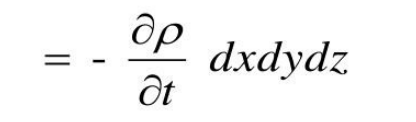 = - ∂ρ/∂t dxdydz